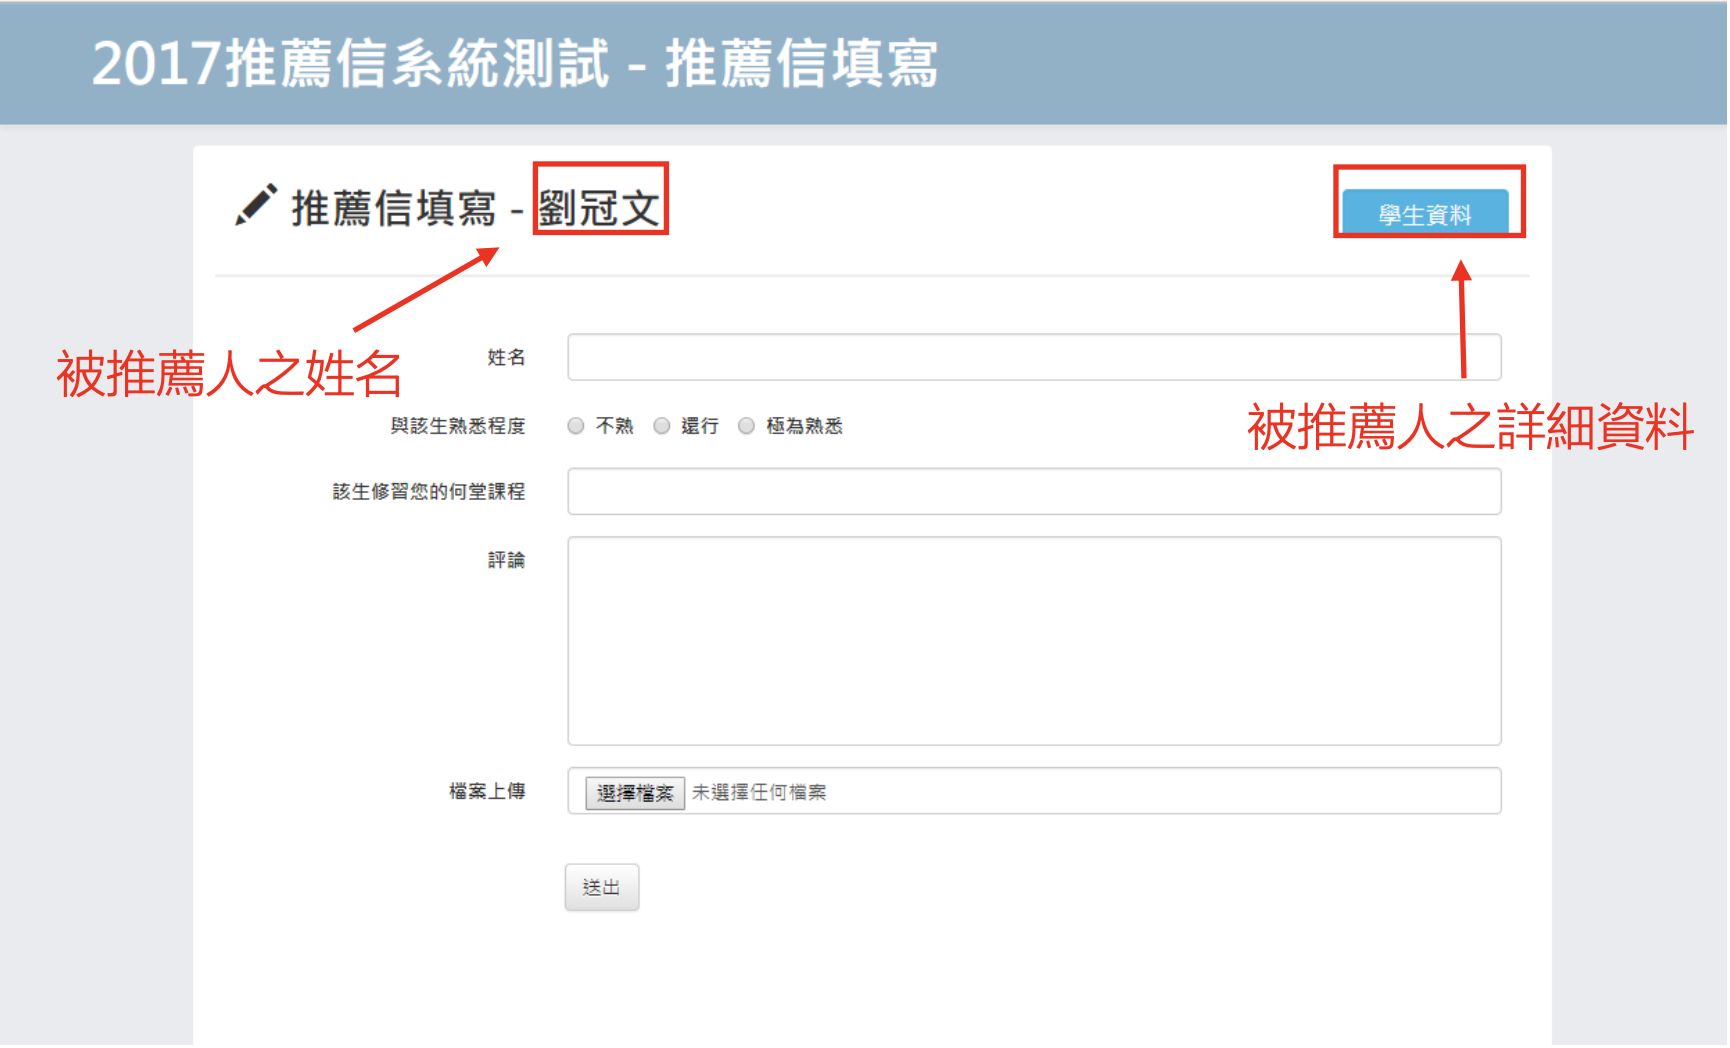 2017推薦信系統測試 - 推薦信填寫
推薦信填寫 - 劉冠文
學生資料
被推薦人之姓名
姓名
與該生熟悉程度 不熟 還行 極為熟悉
被推薦人之詳細資料
該生修習您的何堂課程
評論
檔案上傳 選擇檔案 未選擇任何檔案
送出